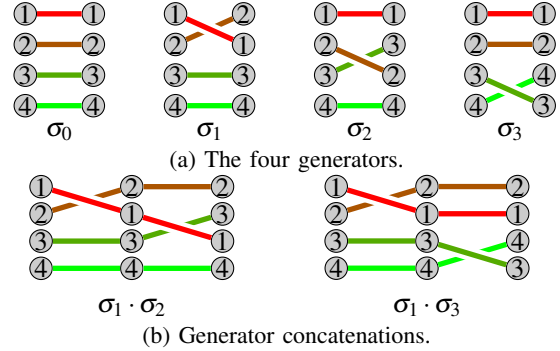 1 1 1 2 1 1 1 1
2 2 2 1 2 3 2 2
3 3 3 3 3 2 3 4
4 4 4 4 4 4 4 3
σ0 σ1 σ2 σ3
(a) The four generators.
1 2 2 1 2 2
2 1 3 2 1 1
3 3 1 3 3 4
4 4 4 4 4 3
σ1 · σ2 σ1 · σ3
(b) Generator concatenations.